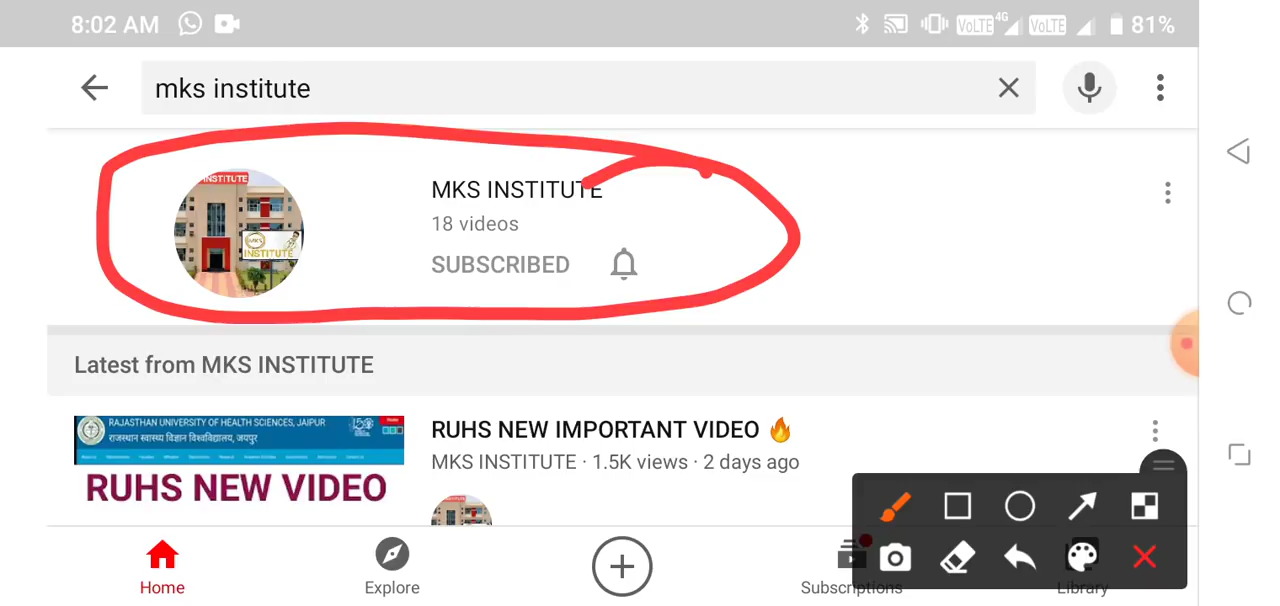 8:02 AM
VoLTE 4G VoLTE 81%
mks institute
INSTITUTE
MKS
INSTITUTE
MKS INSTITUTE
18 videos
SUBSCRIBED
Latest from MKS INSTITUTE
RAJASTHAN UNIVERSITY OF HEALTH SCIENCES, JAIPUR
राजस्थान स्वास्थ्य विज्ञान विश्वविद्यालय, जयपुर
RUHS NEW VIDEO
RUHS NEW IMPORTANT VIDEO 🔥
MKS INSTITUTE · 1.5K views · 2 days ago
Home
Explore
Subscriptions
Library